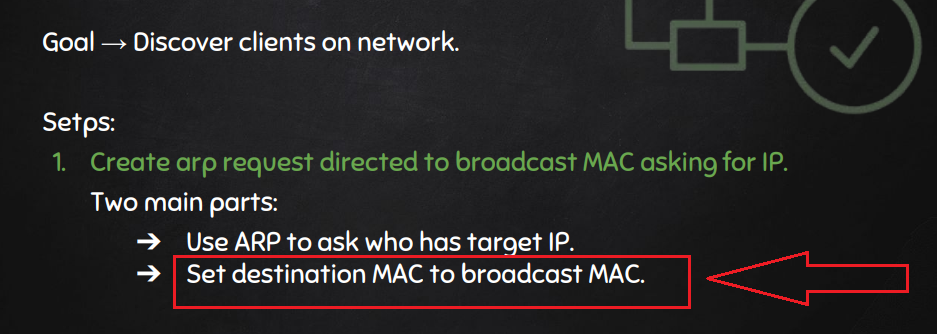 Goal → Discover clients on network.
Setps:
1. Create arp request directed to broadcast MAC asking for IP.
Two main parts:
➔ Use ARP to ask who has target IP.
➔ Set destination MAC to broadcast MAC.